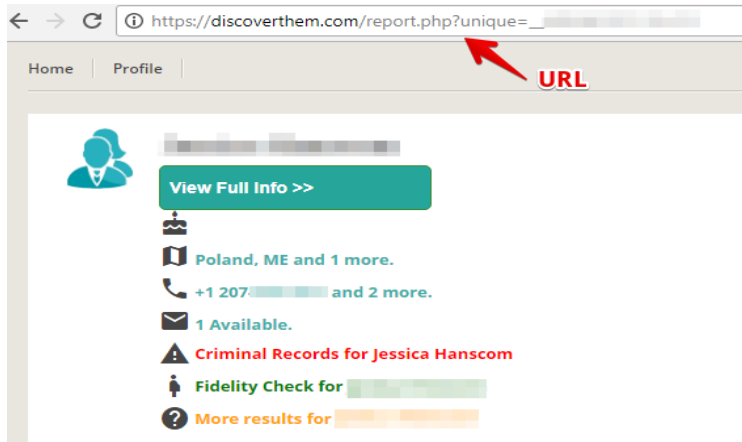 https://discoverthem.com/report.php?unique=__
Home Profile
URL
View Full Info >>
Poland, ME and 1 more.
+1 207- and 2 more.
1 Available.
Criminal Records for Jessica Hanscom
Fidelity Check for
More results for